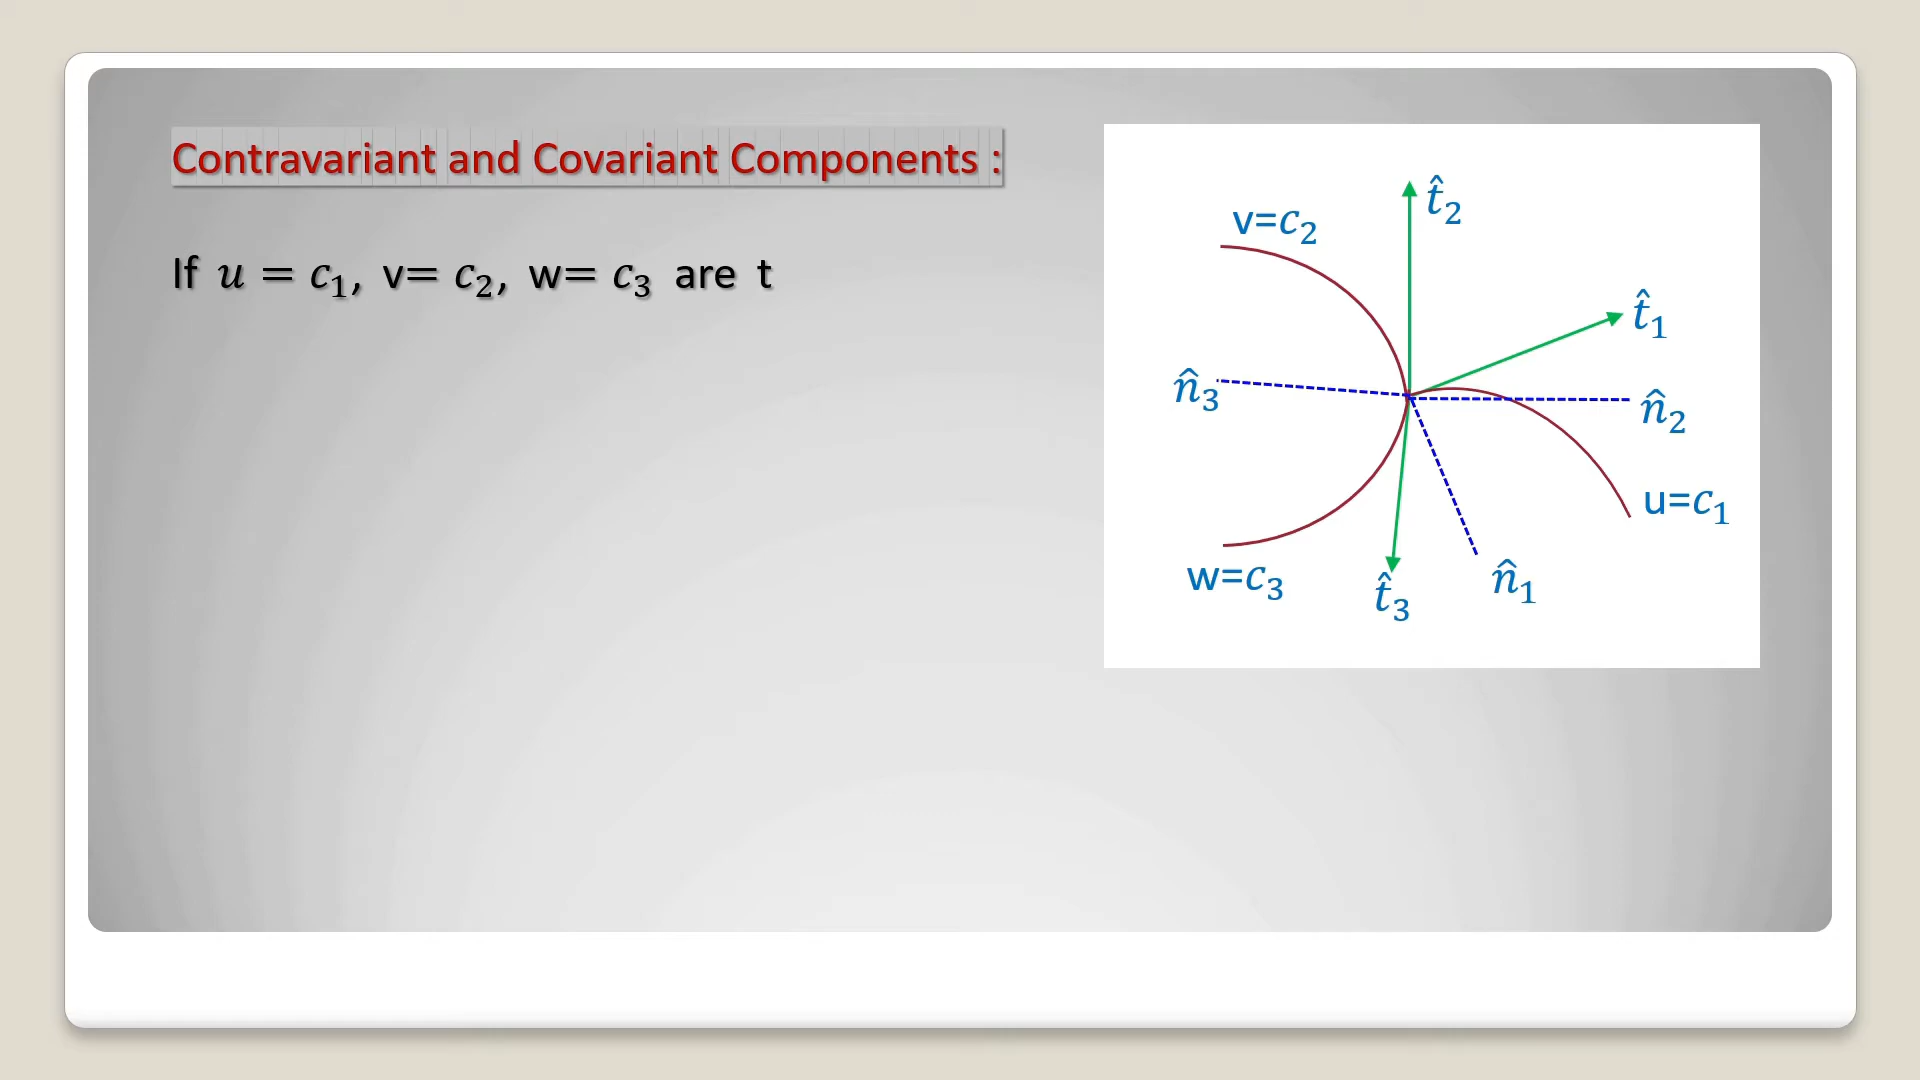 Contravariant and Covariant Components :
If u = c₁, v= c₂, w= c₃ are t
v=c₂
t̂₂
t̂₁
n̂₃
n̂₂
u=c₁
w=c₃
t̂₃
n̂₁